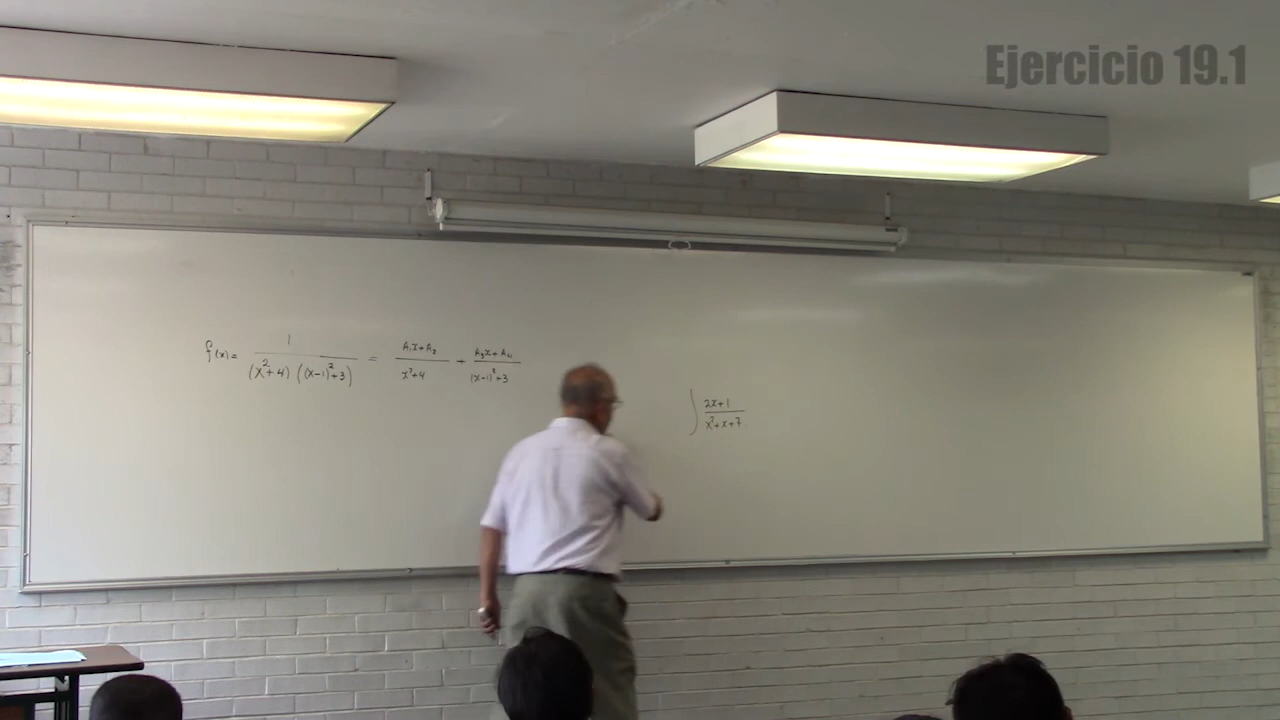 Ejercicio 19.1
f(x) = 1 / (x²+4)((x-1)²+3) = A₁x+A₂ / x²+4 + A₃x+A₄ / (x-1)²+3
∫ 2x+1 / x²+x+7